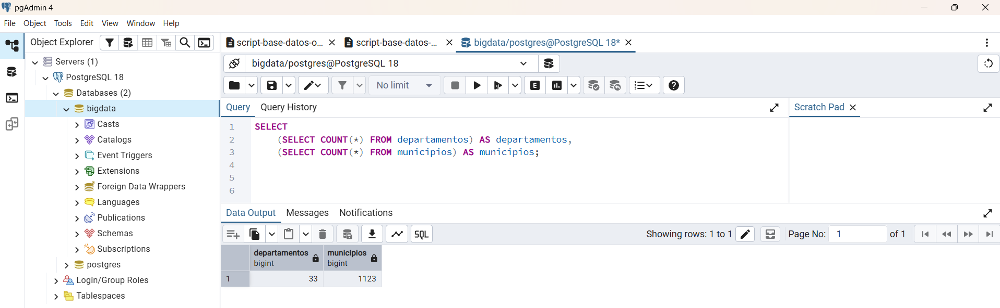 pgAdmin 4
File Object Tools Edit View Window Help
Object Explorer
script-base-datos-o...
script-base-datos-...
bigdata/postgres@PostgreSQL 18*
Servers (1)
PostgreSQL 18
Databases (2)
bigdata
Casts
Catalogs
Event Triggers
Extensions
Foreign Data Wrappers
Languages
Publications
Schemas
Subscriptions
postgres
Login/Group Roles
Tablespaces
bigdata/postgres@PostgreSQL 18
No limit
E
Query Query History
Scratch Pad
1 SELECT
2 (SELECT COUNT(*) FROM departamentos) AS departamentos,
3 (SELECT COUNT(*) FROM municipios) AS municipios;
4
5
6
Data Output Messages Notifications
SQL
Showing rows: 1 to 1
Page No: 1 of 1
departamentos municipios
bigint bigint
1 33 1123